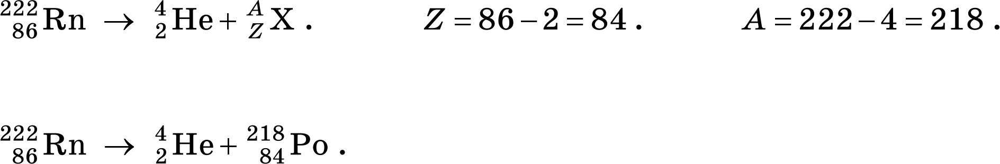 ²²²₈₆Rn → ⁴₂He + ᴬ_Z X . Z = 86 − 2 = 84 . A = 222 − 4 = 218 .
²²²₈₆Rn → ⁴₂He + ²¹⁸₈₄Po .